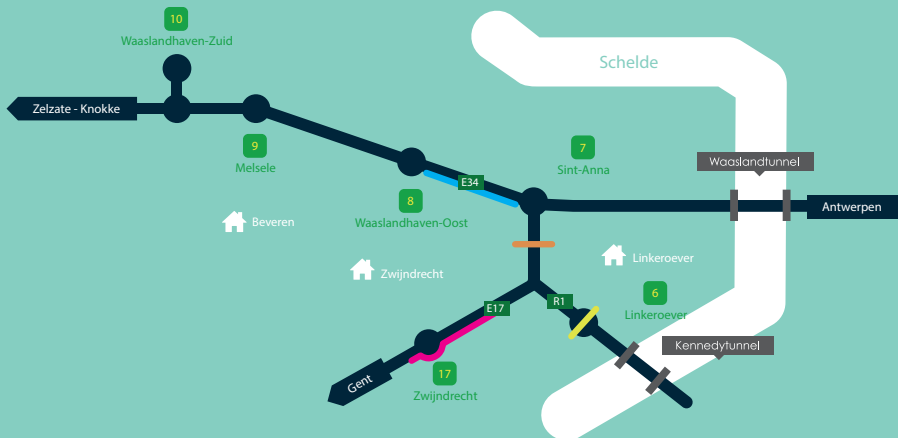 10
Waaslandhaven-Zuid
Schelde
Zelzate - Knokke
9
Melsele
7
Sint-Anna
Waaslandtunnel
E34
8
Waaslandhaven-Oost
Antwerpen
Beveren
Zwijndrecht
Linkeroever
6
Linkeroever
R1
E17
Kennedytunnel
Gent
17
Zwijndrecht